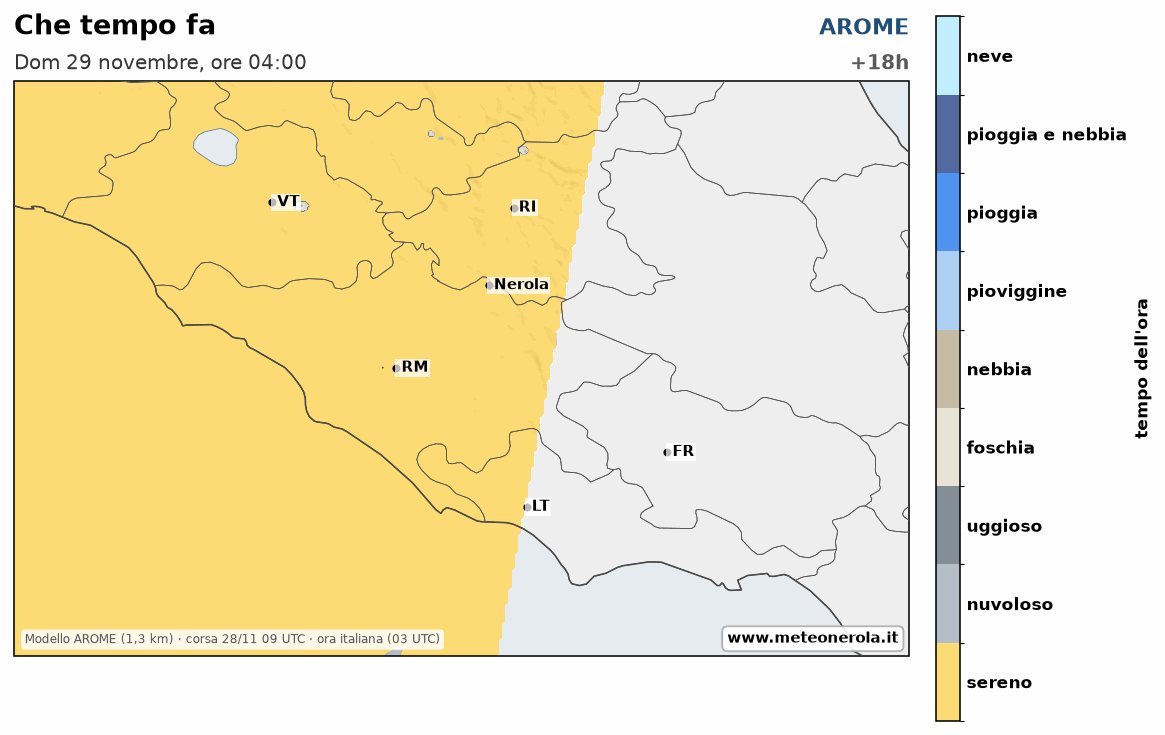 Che tempo fa
AROME
Dom 29 novembre, ore 04:00
+18h
VT
RI
Nerola
RM
FR
LT
Modello AROME (1,3 km) · corsa 28/11 09 UTC · ora italiana (03 UTC)
www.meteonerola.it
neve
pioggia e nebbia
pioggia
pioviggine
nebbia
foschia
uggioso
nuvoloso
sereno
tempo dell'ora